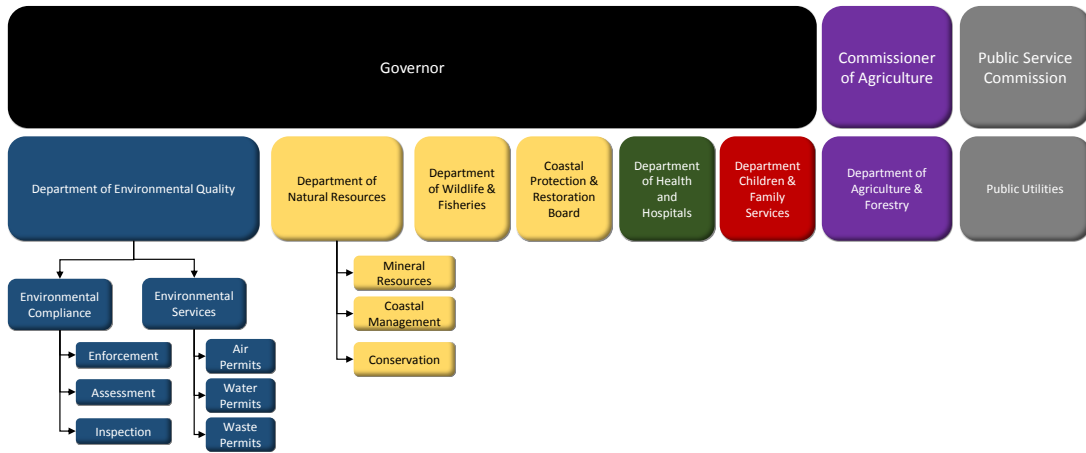 Governor
Commissioner
of Agriculture
Public Service
Commission
Department of Environmental Quality
Department of
Natural Resources
Department
of Wildlife &
Fisheries
Coastal
Protection &
Restoration
Board
Department
of Health
and
Hospitals
Department
Children &
Family
Services
Department of
Agriculture &
Forestry
Public Utilities
Environmental
Compliance
Environmental
Services
Enforcement
Assessment
Inspection
Air
Permits
Water
Permits
Waste
Permits
Mineral
Resources
Coastal
Management
Conservation